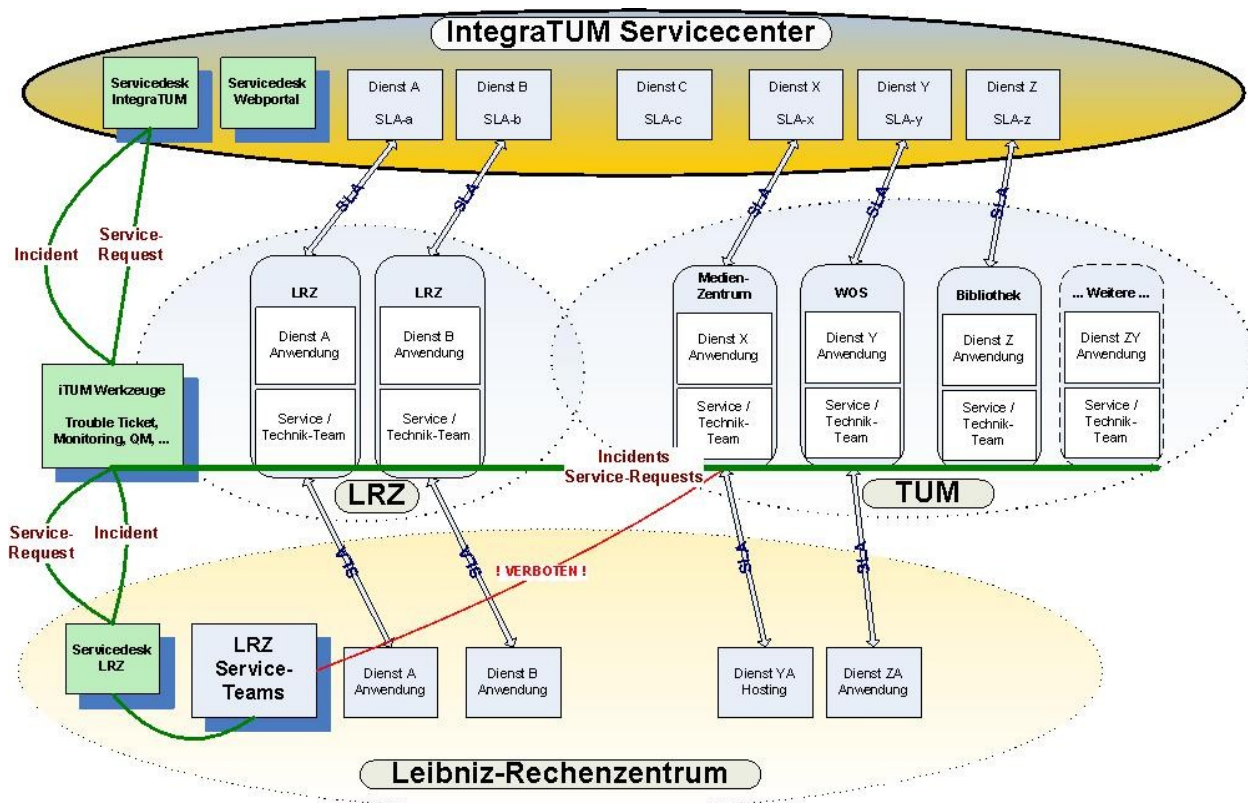 IntegraTUM Servicecenter
Servicedesk
IntegraTUM
Servicedesk
Webportal
Dienst A
SLA-a
Dienst B
SLA-b
Dienst C
SLA-c
Dienst X
SLA-x
Dienst Y
SLA-y
Dienst Z
SLA-z
SLA
SLA
SLA
SLA
SLA
Incident
Service-
Request
LRZ
Dienst A
Anwendung
Service /
Technik-Team
LRZ
Dienst B
Anwendung
Service /
Technik-Team
Medien-
Zentrum
Dienst X
Anwendung
Service /
Technik-
Team
WOS
Dienst Y
Anwendung
Service /
Technik-
Team
Bibliothek
Dienst Z
Anwendung
Service /
Technik-
Team
... Weitere ...
Dienst ZY
Anwendung
Service /
Technik-
Team
iTUM Werkzeuge
Trouble Ticket,
Monitoring, QM, ...
Incidents
Service-Requests
LRZ
TUM
Service-
Request
Incident
SLA
SLA
SLA
SLA
! VERBOTEN !
Servicedesk
LRZ
LRZ
Service-
Teams
Dienst A
Anwendung
Dienst B
Anwendung
Dienst YA
Hosting
Dienst ZA
Anwendung
Leibniz-Rechenzentrum